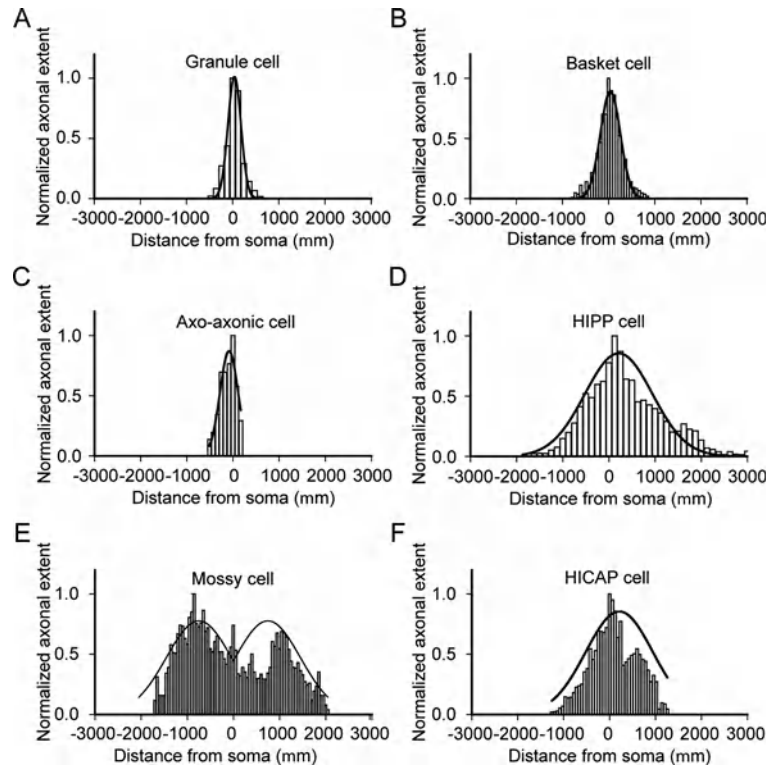 A
Granule cell
Normalized axonal extent
1.0
0.5
0.0
-3000-2000-1000 0 1000 2000 3000
Distance from soma (mm)
B
Basket cell
Normalized axonal extent
1.0
0.5
0.0
-3000-2000-1000 0 1000 2000 3000
Distance from soma (mm)
C
Axo-axonic cell
Normalized axonal extent
1.0
0.5
0.0
-3000-2000-1000 0 1000 2000 3000
Distance from soma (mm)
D
HIPP cell
Normalized axonal extent
1.0
0.5
0.0
-3000-2000-1000 0 1000 2000 3000
Distance from soma (mm)
E
Mossy cell
Normalized axonal extent
1.0
0.5
0.0
-3000-2000-1000 0 1000 2000 3000
Distance from soma (mm)
F
HICAP cell
Normalized axonal extent
1.0
0.5
0.0
-3000-2000-1000 0 1000 2000 3000
Distance from soma (mm)